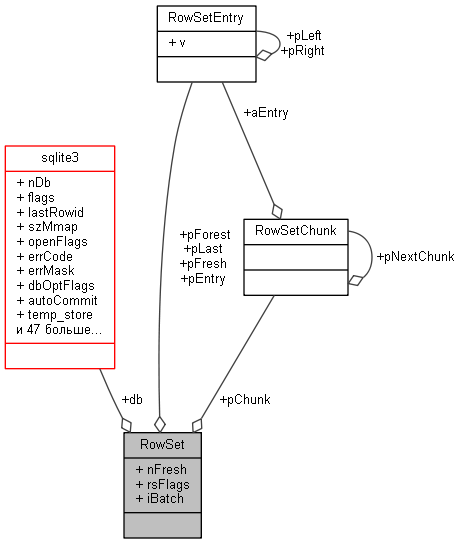 RowSetEntry
+ v
+pLeft
+pRight
+aEntry
sqlite3
+ nDb
+ flags
+ lastRowid
+ szMmap
+ openFlags
+ errCode
+ errMask
+ dbOptFlags
+ autoCommit
+ temp_store
и 47 больше...
+pForest
+pLast
+pFresh
+pEntry
RowSetChunk
+pNextChunk
+db
+pChunk
RowSet
+ nFresh
+ rsFlags
+ iBatch